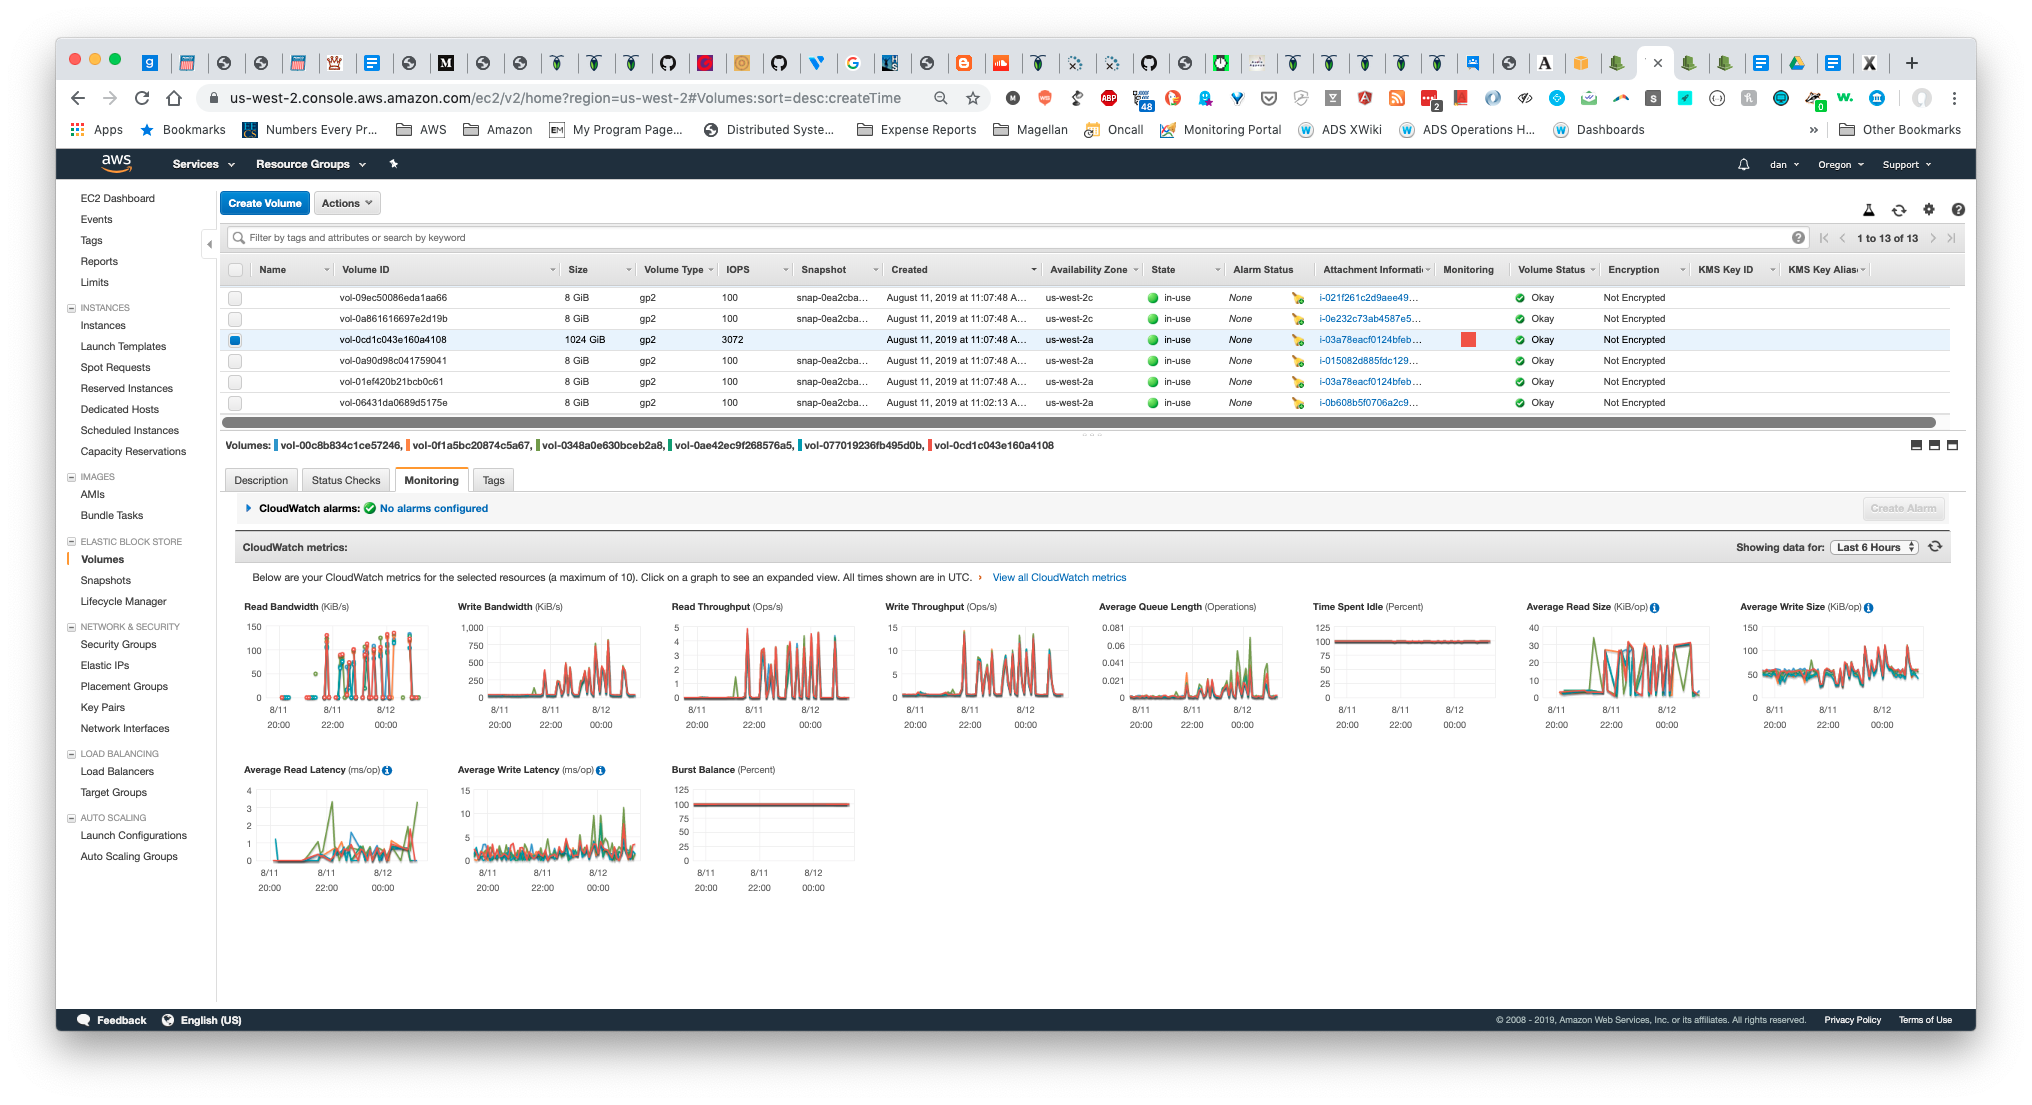 us-west-2.console.aws.amazon.com/ec2/v2/home?region=us-west-2#Volumes:sort=desc:createTime
Apps Bookmarks Numbers Every Pr... AWS Amazon My Program Page... Distributed Syste... Expense Reports Magellan Oncall Monitoring Portal ADS XWiki ADS Operations H... Dashboards » Other Bookmarks
aws Services Resource Groups dan Oregon Support
EC2 Dashboard
Events
Tags
Reports
Limits
INSTANCES
Instances
Launch Templates
Spot Requests
Reserved Instances
Dedicated Hosts
Scheduled Instances
Capacity Reservations
IMAGES
AMIs
Bundle Tasks
ELASTIC BLOCK STORE
Volumes
Snapshots
Lifecycle Manager
NETWORK & SECURITY
Security Groups
Elastic IPs
Placement Groups
Key Pairs
Network Interfaces
LOAD BALANCING
Load Balancers
Target Groups
AUTO SCALING
Launch Configurations
Auto Scaling Groups
Create Volume Actions
Filter by tags and attributes or search by keyword 1 to 13 of 13
Name Volume ID Size Volume Type IOPS Snapshot Created Availability Zone State Alarm Status Attachment Informati Monitoring Volume Status Encryption KMS Key ID KMS Key Alias
vol-09ec50086eda1aa66 8 GiB gp2 100 snap-0ea2cba... August 11, 2019 at 11:07:48 A... us-west-2c in-use None i-021f261c2d9aee49... Okay Not Encrypted
vol-0a861616697e2d19b 8 GiB gp2 100 snap-0ea2cba... August 11, 2019 at 11:07:48 A... us-west-2c in-use None i-0e232c73ab4587e5... Okay Not Encrypted
vol-0cd1c043e160a4108 1024 GiB gp2 3072 August 11, 2019 at 11:07:48 A... us-west-2a in-use None i-03a78eacf0124bfeb... Okay Not Encrypted
vol-0a90d98c041759041 8 GiB gp2 100 snap-0ea2cba... August 11, 2019 at 11:07:48 A... us-west-2a in-use None i-015082d885fdc129... Okay Not Encrypted
vol-01ef420b21bcb0c61 8 GiB gp2 100 snap-0ea2cba... August 11, 2019 at 11:07:48 A... us-west-2a in-use None i-03a78eacf0124bfeb... Okay Not Encrypted
vol-06431da0689d5175e 8 GiB gp2 100 snap-0ea2cba... August 11, 2019 at 11:02:13 A... us-west-2a in-use None i-0b608b5f0706a2c9... Okay Not Encrypted
Volumes: vol-00c8b834c1ce57246, vol-0f1a5bc20874c5a67, vol-0348a0e630bceb2a8, vol-0ae42ec9f268576a5, vol-077019236fb495d0b, vol-0cd1c043e160a4108
Description Status Checks Monitoring Tags
CloudWatch alarms: No alarms configured Create Alarm
CloudWatch metrics: Showing data for: Last 6 Hours
Below are your CloudWatch metrics for the selected resources (a maximum of 10). Click on a graph to see an expanded view. All times shown are in UTC. › View all CloudWatch metrics
Read Bandwidth (KiB/s)
150
100
50
0
8/11 8/11 8/12
20:00 22:00 00:00
Write Bandwidth (KiB/s)
1,000
750
500
250
0
8/11 8/11 8/12
20:00 22:00 00:00
Read Throughput (Ops/s)
5
4
3
2
1
0
8/11 8/11 8/12
20:00 22:00 00:00
Write Throughput (Ops/s)
15
10
5
0
8/11 8/11 8/12
20:00 22:00 00:00
Average Queue Length (Operations)
0.081
0.06
0.041
0.021
0
8/11 8/11 8/12
20:00 22:00 00:00
Time Spent Idle (Percent)
125
100
75
50
25
0
8/11 8/11 8/12
20:00 22:00 00:00
Average Read Size (KiB/op)
40
30
20
10
0
8/11 8/11 8/12
20:00 22:00 00:00
Average Write Size (KiB/op)
150
100
50
0
8/11 8/11 8/12
20:00 22:00 00:00
Average Read Latency (ms/op)
4
3
2
1
0
8/11 8/11 8/12
20:00 22:00 00:00
Average Write Latency (ms/op)
15
10
5
0
8/11 8/11 8/12
20:00 22:00 00:00
Burst Balance (Percent)
125
100
75
50
25
0
8/11 8/11 8/12
20:00 22:00 00:00
Feedback English (US) © 2008 - 2019, Amazon Web Services, Inc. or its affiliates. All rights reserved. Privacy Policy Terms of Use